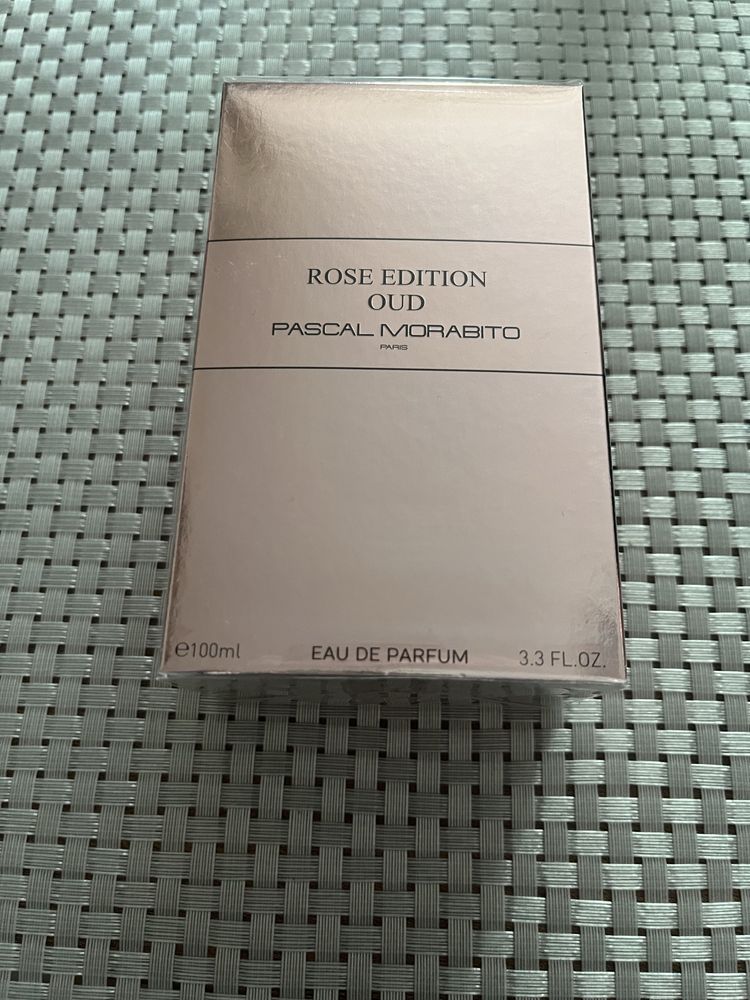 ROSE EDITION
OUD
PASCAL MORABITO
PARIS
℮100ml EAU DE PARFUM 3.3 FL.OZ.